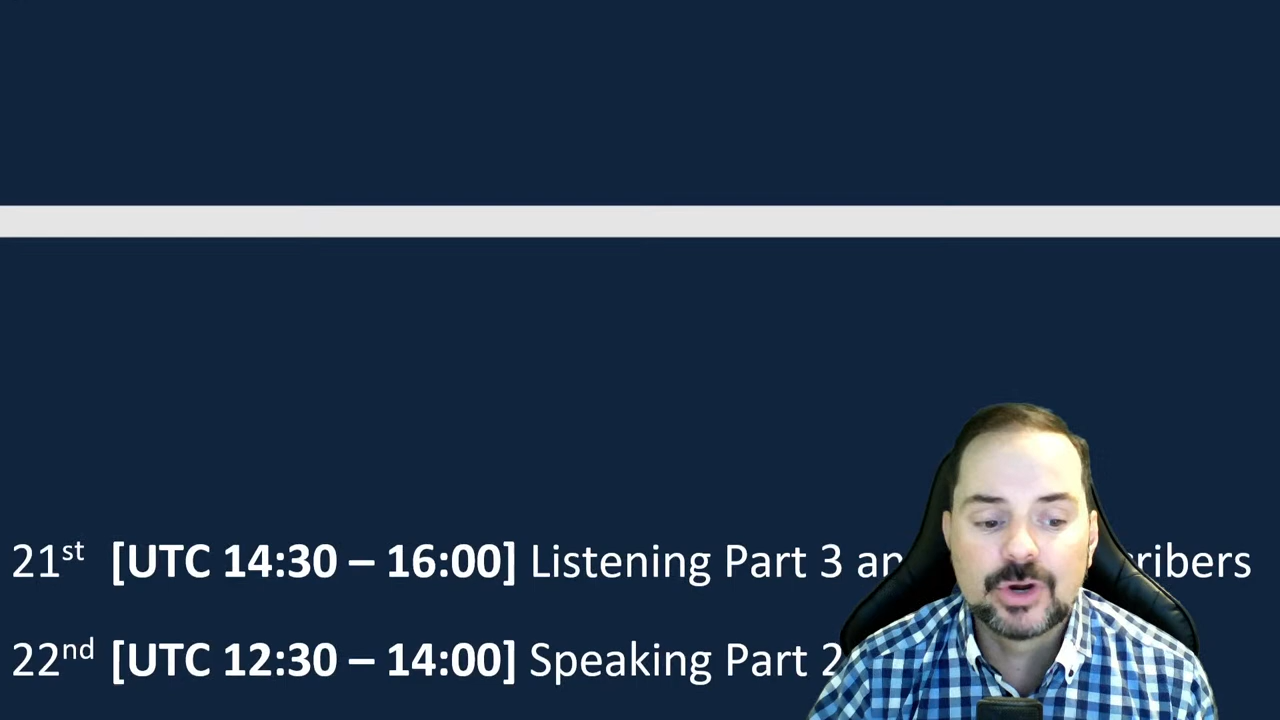 21st [UTC 14:30 – 16:00] Listening Part 3 an
22nd [UTC 12:30 – 14:00] Speaking Part 2